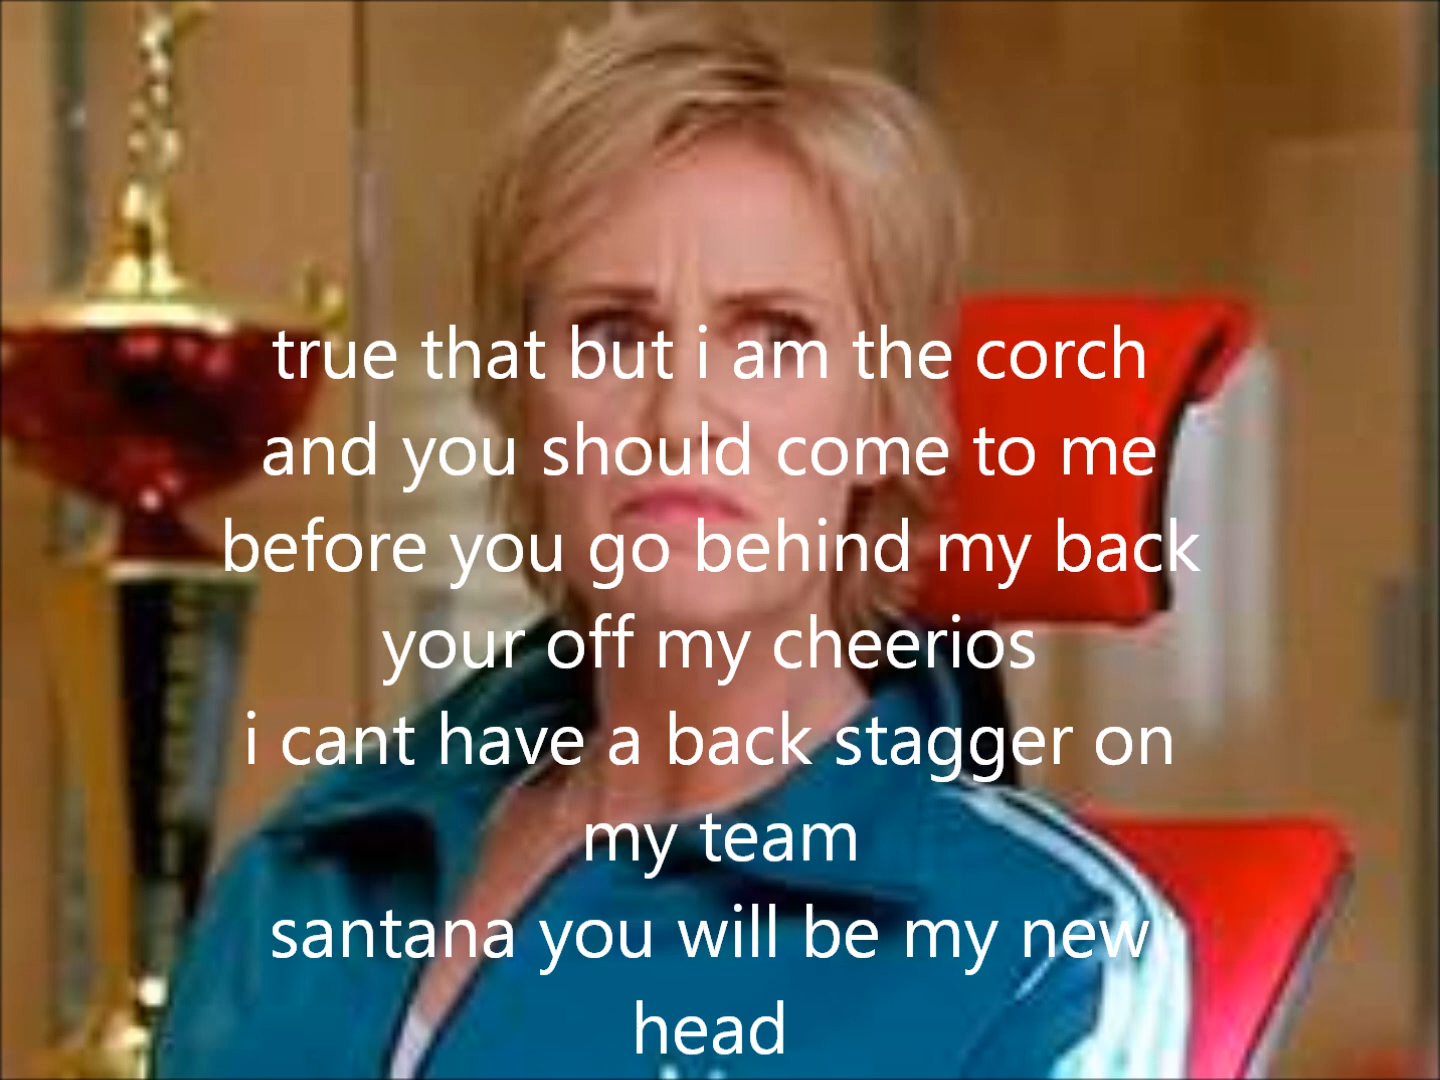 true that but i am the corch
and you should come to me
before you go behind my back
your off my cheerios
i cant have a back stagger on
my team
santana you will be my new
head